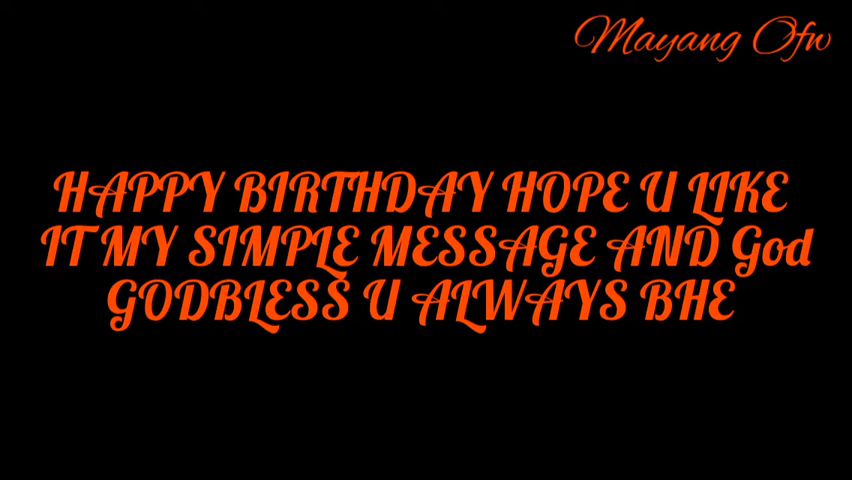 Mayang Ofw
HAPPY BIRTHDAY HOPE U LIKE
IT MY SIMPLE MESSAGE AND God
GODBLESS U ALWAYS BHE